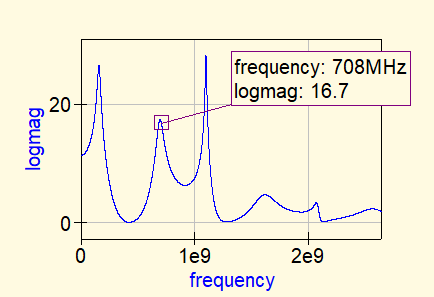 frequency: 708MHz
logmag: 16.7
20
logmag
0
0 1e9 2e9
frequency